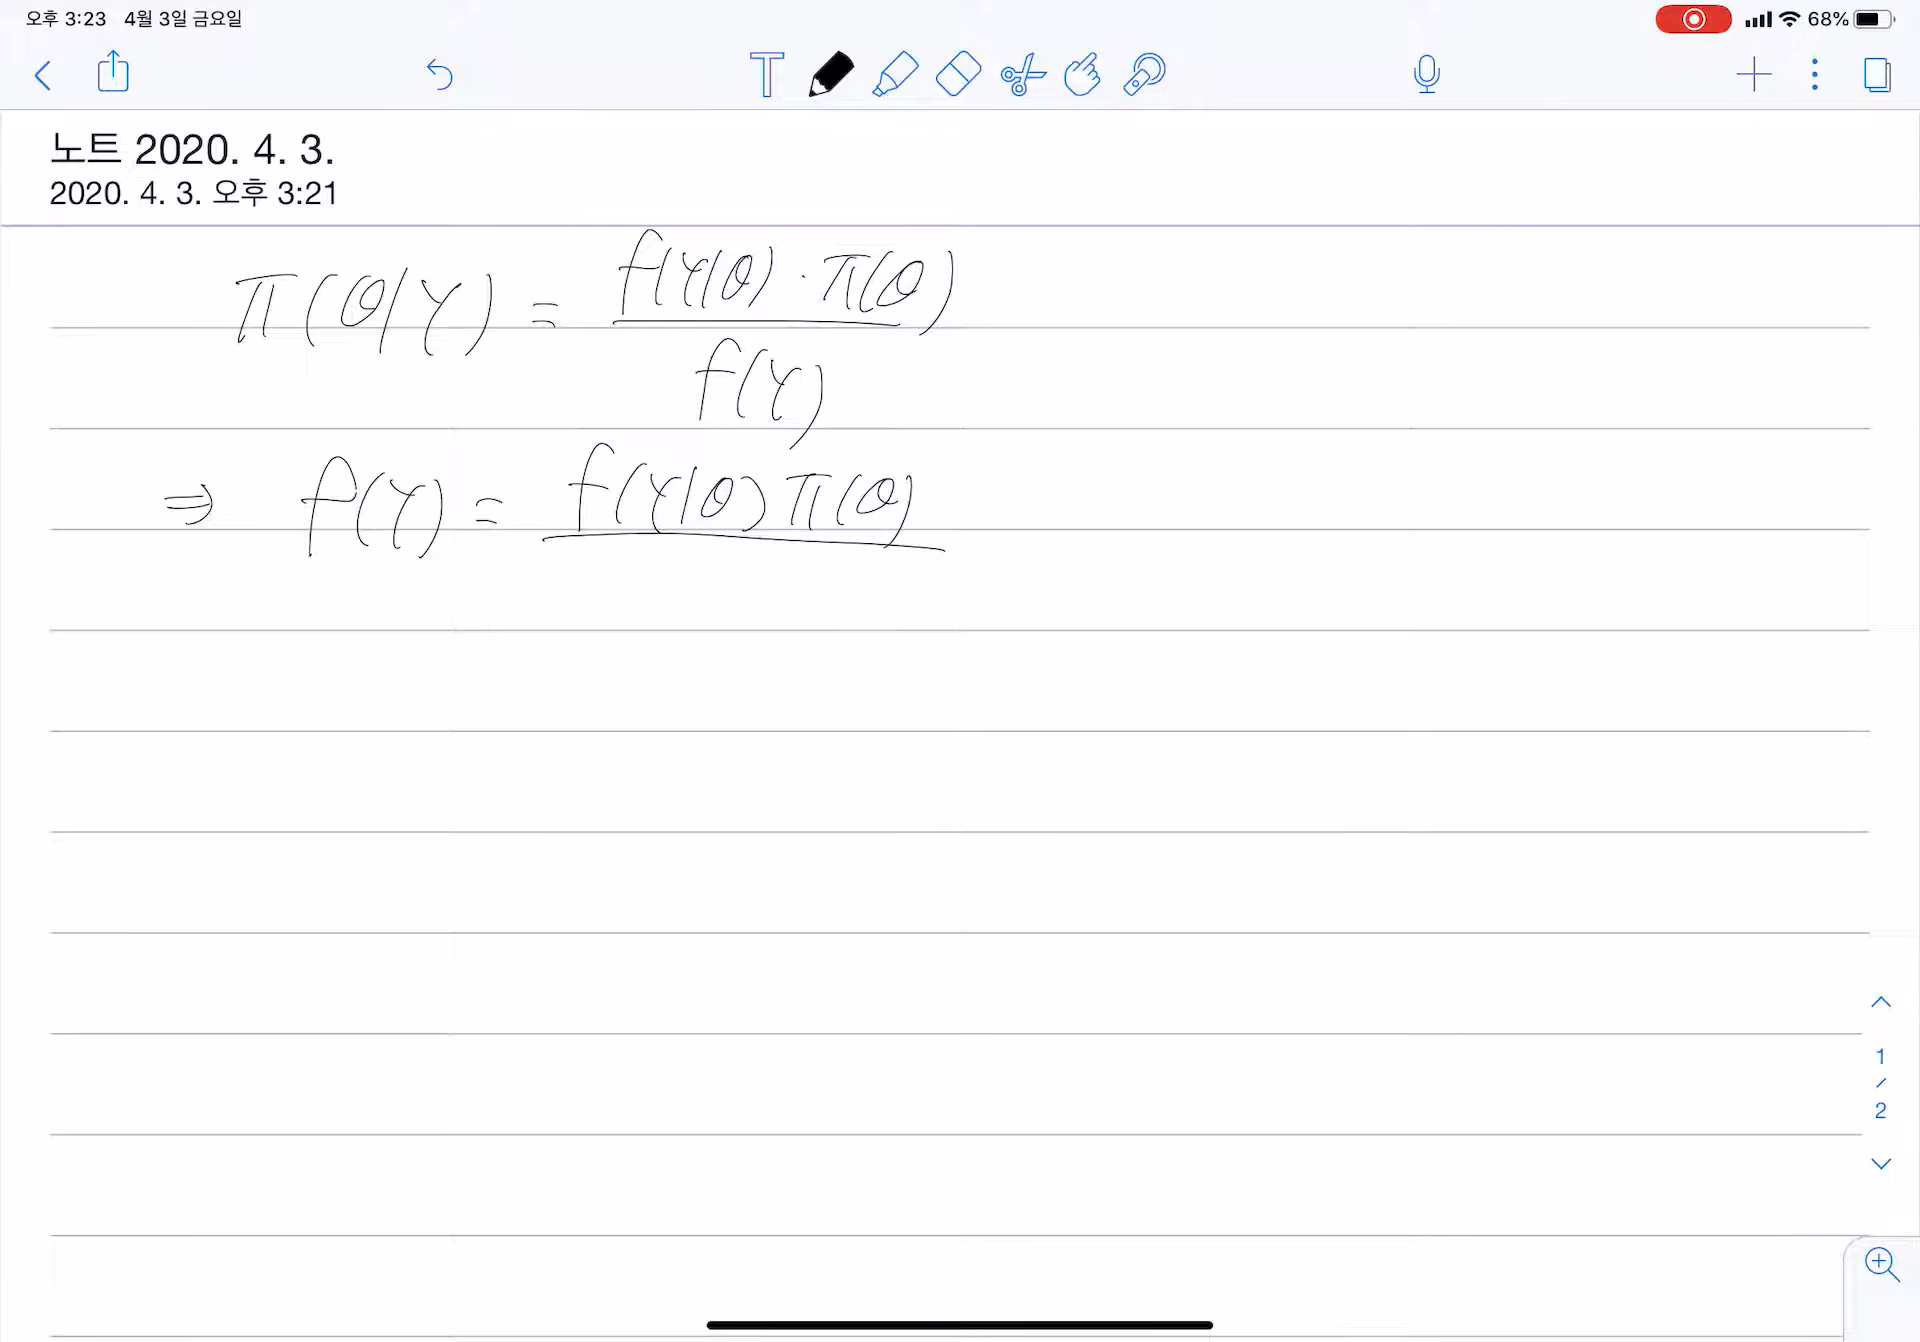 오후 3:23 4월 3일 금요일 68%
T
노트 2020. 4. 3.
2020. 4. 3. 오후 3:21
π(θ|Y) = f(Y|θ) · π(θ)
f(Y)
⇒ f(Y) = f(Y|θ) π(θ)
1
/
2